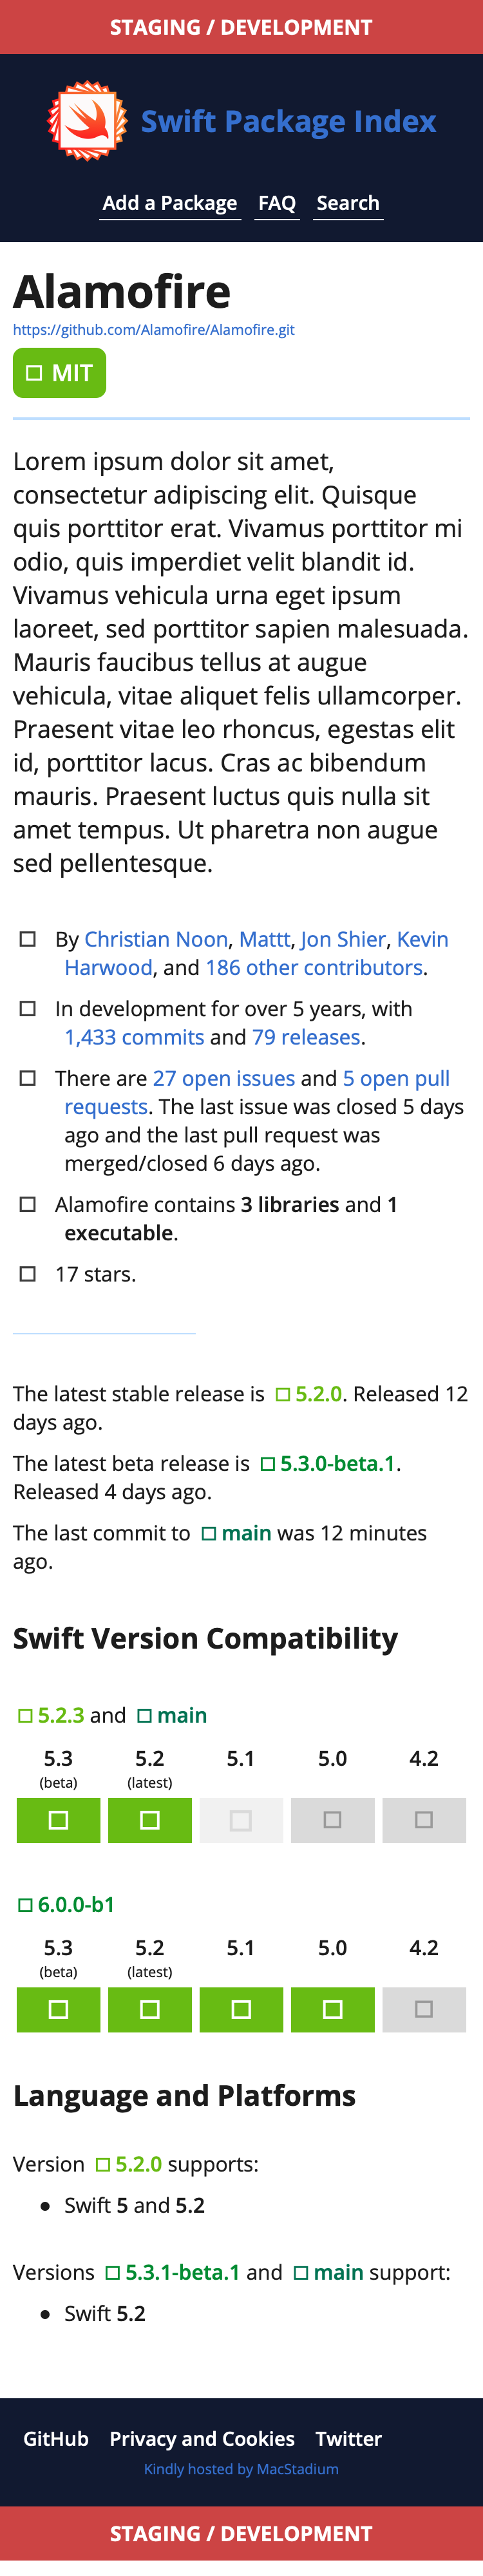 STAGING / DEVELOPMENT
Swift Package Index
Add a Package FAQ Search
Alamofire
https://github.com/Alamofire/Alamofire.git
MIT
Lorem ipsum dolor sit amet,
consectetur adipiscing elit. Quisque
quis porttitor erat. Vivamus porttitor mi
odio, quis imperdiet velit blandit id.
Vivamus vehicula urna eget ipsum
laoreet, sed porttitor sapien malesuada.
Mauris faucibus tellus at augue
vehicula, vitae aliquet felis ullamcorper.
Praesent vitae leo rhoncus, egestas elit
id, porttitor lacus. Cras ac bibendum
mauris. Praesent luctus quis nulla sit
amet tempus. Ut pharetra non augue
sed pellentesque.
By Christian Noon, Mattt, Jon Shier, Kevin
Harwood, and 186 other contributors.
In development for over 5 years, with
1,433 commits and 79 releases.
There are 27 open issues and 5 open pull
requests. The last issue was closed 5 days
ago and the last pull request was
merged/closed 6 days ago.
Alamofire contains 3 libraries and 1
executable.
17 stars.
The latest stable release is 5.2.0. Released 12
days ago.
The latest beta release is 5.3.0-beta.1.
Released 4 days ago.
The last commit to main was 12 minutes
ago.
Swift Version Compatibility
5.2.3 and main
5.3 5.2 5.1 5.0 4.2
(beta) (latest)
6.0.0-b1
5.3 5.2 5.1 5.0 4.2
(beta) (latest)
Language and Platforms
Version 5.2.0 supports:
• Swift 5 and 5.2
Versions 5.3.1-beta.1 and main support:
• Swift 5.2
GitHub Privacy and Cookies Twitter
Kindly hosted by MacStadium
STAGING / DEVELOPMENT